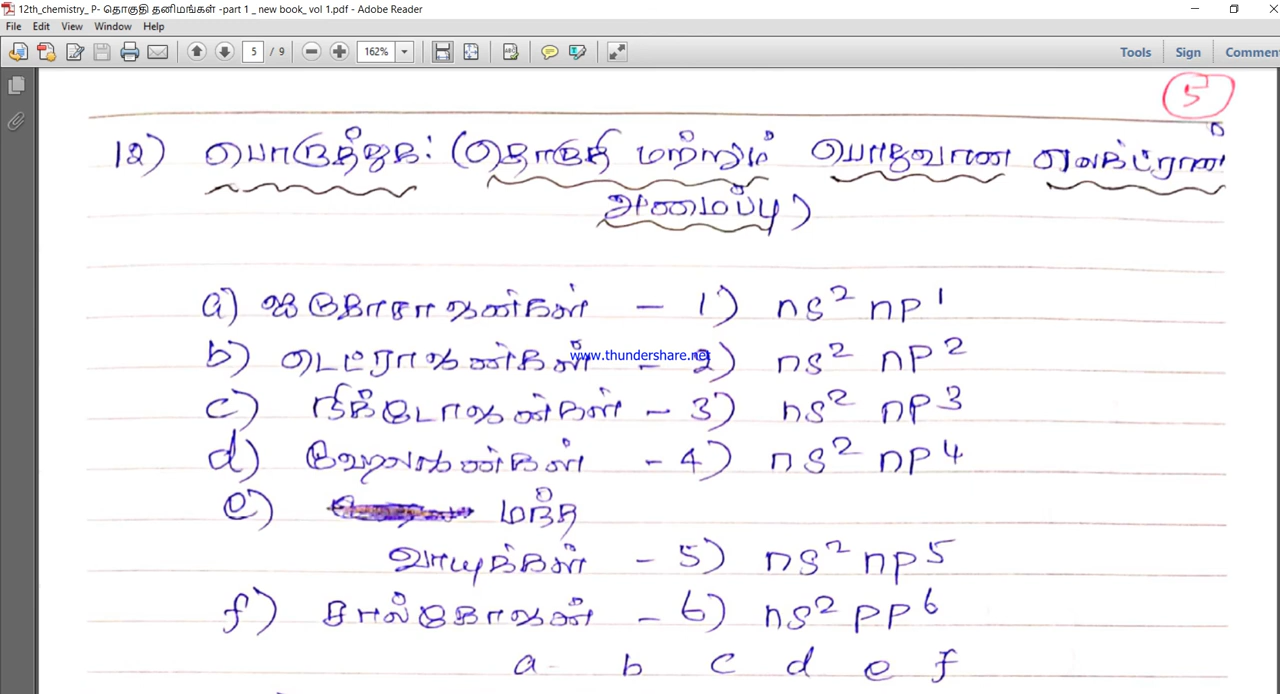 12th_chemistry_ P- தொகுதி தனிமங்கள் -part 1 _ new book_ vol 1.pdf - Adobe Reader
File Edit View Window Help
5 / 9 162% Tools Sign Commen
5
12) பொருத்துக: (தொகுதி மற்றும் பொதுவான எலக்ட்ரான்
அமைப்பு)
a) ஐகோசாஜன்கள் - 1) ns² np¹
b) டெட்ராஜன்கள் - 2) ns² np²
www.thundershare.net
c) நிக்டோஜன்கள் - 3) ns² np³
d) ஹேலஜன்கள் - 4) ns² np⁴
e) மந்த
வாயுக்கள் - 5) ns² np⁵
f) சால்கோஜன் - 6) ns² pp⁶
a b c d e f